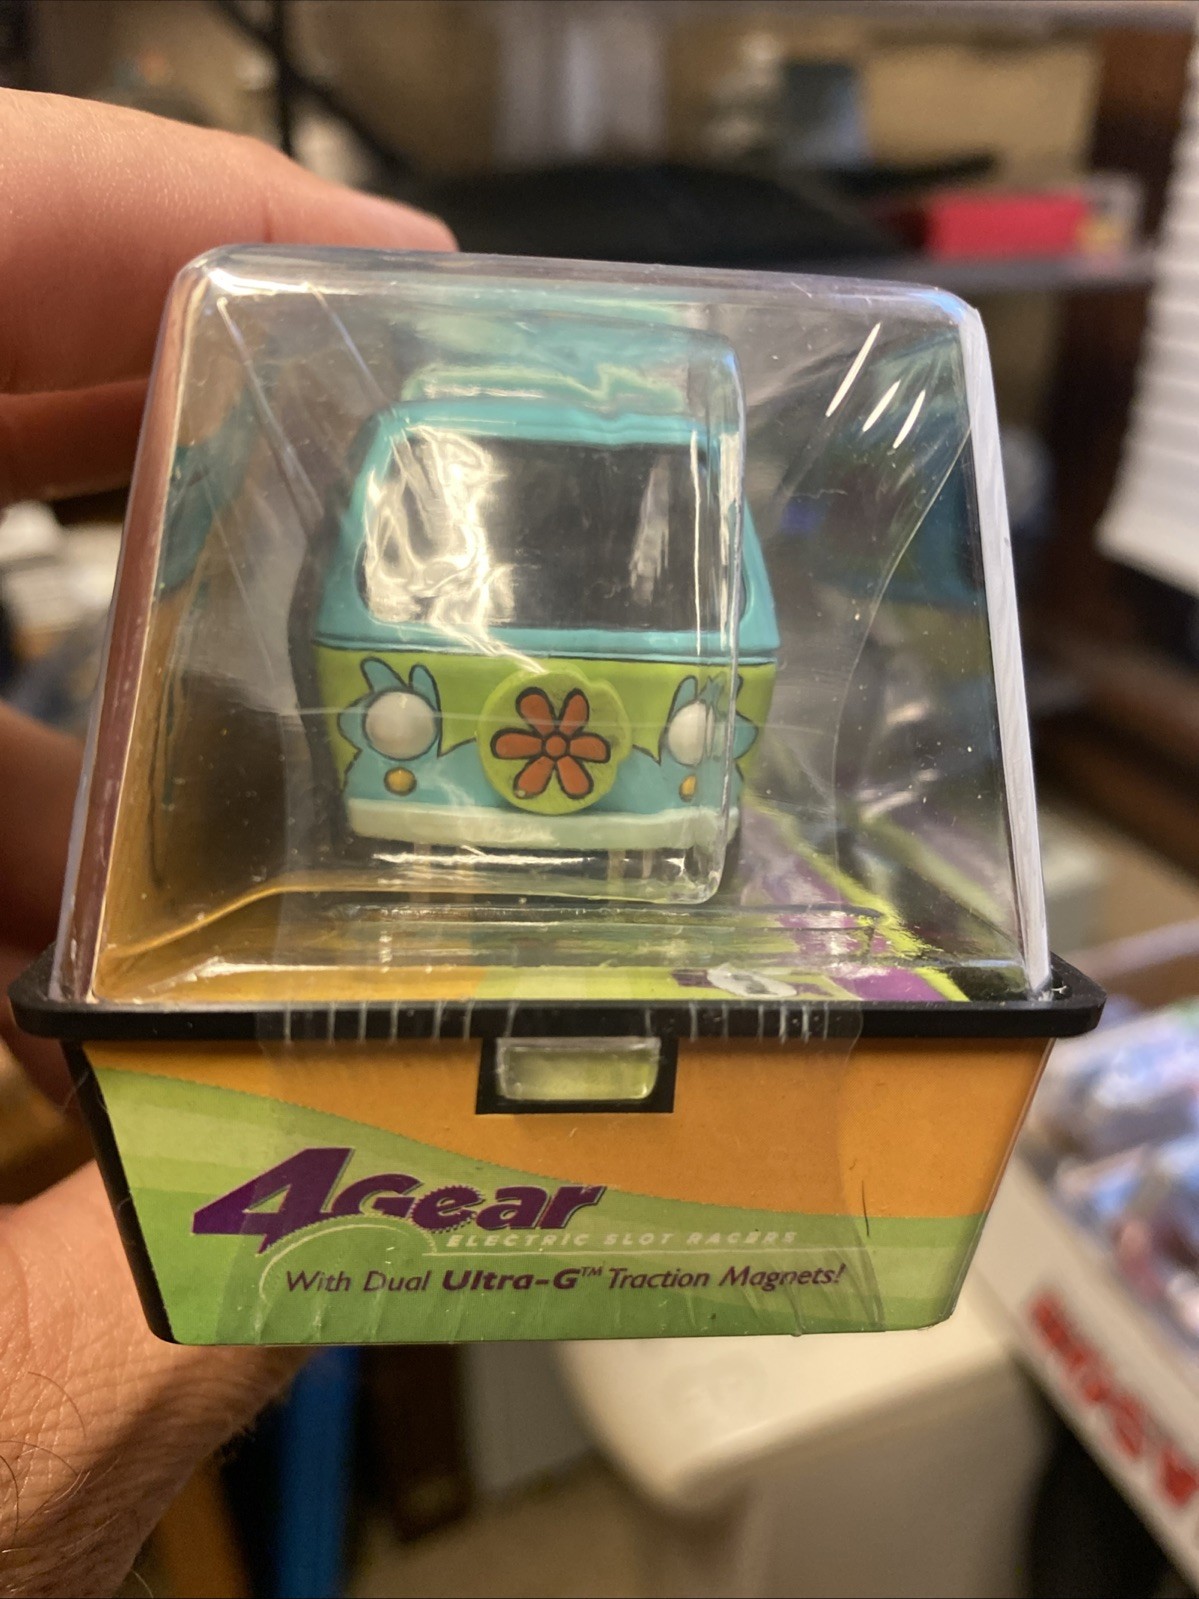 4Gear
ELECTRIC SLOT RACERS
With Dual Ultra-G™ Traction Magnets!